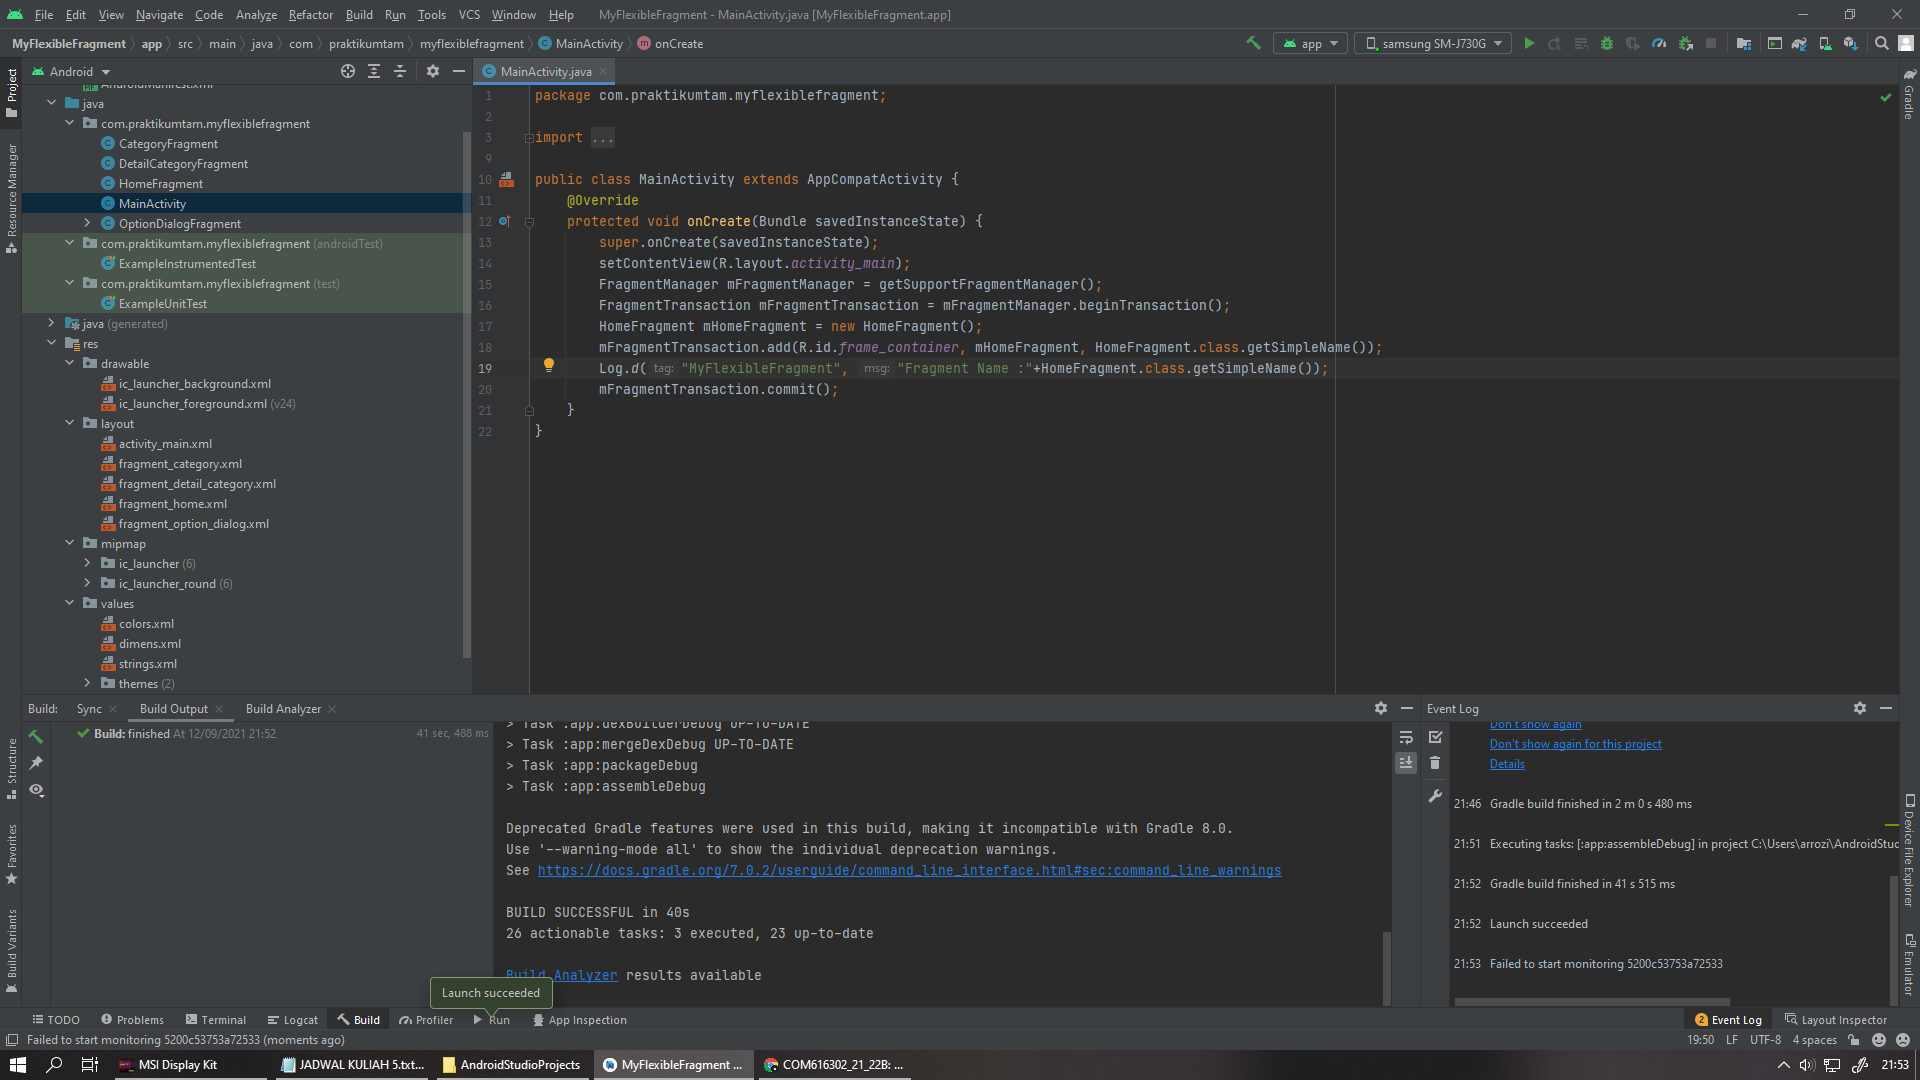 File Edit View Navigate Code Analyze Refactor Build Run Tools VCS Window Help MyFlexibleFragment - MainActivity.java [MyFlexibleFragment.app]
MyFlexibleFragment app src main java com praktikumtam myflexiblefragment MainActivity onCreate app samsung SM-J730G
Project
Resource Manager
Structure
Favorites
Build Variants
Android
AndroidManifest.xml
java
com.praktikumtam.myflexiblefragment
CategoryFragment
DetailCategoryFragment
HomeFragment
MainActivity
OptionDialogFragment
com.praktikumtam.myflexiblefragment (androidTest)
ExampleInstrumentedTest
com.praktikumtam.myflexiblefragment (test)
ExampleUnitTest
java (generated)
res
drawable
ic_launcher_background.xml
ic_launcher_foreground.xml (v24)
layout
activity_main.xml
fragment_category.xml
fragment_detail_category.xml
fragment_home.xml
fragment_option_dialog.xml
mipmap
ic_launcher (6)
ic_launcher_round (6)
values
colors.xml
dimens.xml
strings.xml
themes (2)
MainActivity.java
1 package com.praktikumtam.myflexiblefragment;
2
3 import ...
9
10 public class MainActivity extends AppCompatActivity {
11 @Override
12 protected void onCreate(Bundle savedInstanceState) {
13 super.onCreate(savedInstanceState);
14 setContentView(R.layout.activity_main);
15 FragmentManager mFragmentManager = getSupportFragmentManager();
16 FragmentTransaction mFragmentTransaction = mFragmentManager.beginTransaction();
17 HomeFragment mHomeFragment = new HomeFragment();
18 mFragmentTransaction.add(R.id.frame_container, mHomeFragment, HomeFragment.class.getSimpleName());
19 Log.d( tag: "MyFlexibleFragment", msg: "Fragment Name :"+HomeFragment.class.getSimpleName());
20 mFragmentTransaction.commit();
21 }
22 }
Gradle
Device File Explorer
Emulator
Build: Sync Build Output Build Analyzer
Build: finished At 12/09/2021 21:52 41 sec, 488 ms
> Task :app:dexBuilderDebug UP-TO-DATE
> Task :app:mergeDexDebug UP-TO-DATE
> Task :app:packageDebug
> Task :app:assembleDebug
Deprecated Gradle features were used in this build, making it incompatible with Gradle 8.0.
Use '--warning-mode all' to show the individual deprecation warnings.
See https://docs.gradle.org/7.0.2/userguide/command_line_interface.html#sec:command_line_warnings
BUILD SUCCESSFUL in 40s
26 actionable tasks: 3 executed, 23 up-to-date
Build Analyzer results available
Launch succeeded
Event Log
Don't show again
Don't show again for this project
Details
21:46 Gradle build finished in 2 m 0 s 480 ms
21:51 Executing tasks: [:app:assembleDebug] in project C:\Users\arrozi\AndroidStuc
21:52 Gradle build finished in 41 s 515 ms
21:52 Launch succeeded
21:53 Failed to start monitoring 5200c53753a72533
TODO Problems Terminal Logcat Build Profiler Run App Inspection 2 Event Log Layout Inspector
Failed to start monitoring 5200c53753a72533 (moments ago) 19:50 LF UTF-8 4 spaces
MSI Display Kit JADWAL KULIAH 5.txt... AndroidStudioProjects MyFlexibleFragment ... COM616302_21_22B: ... 21:53